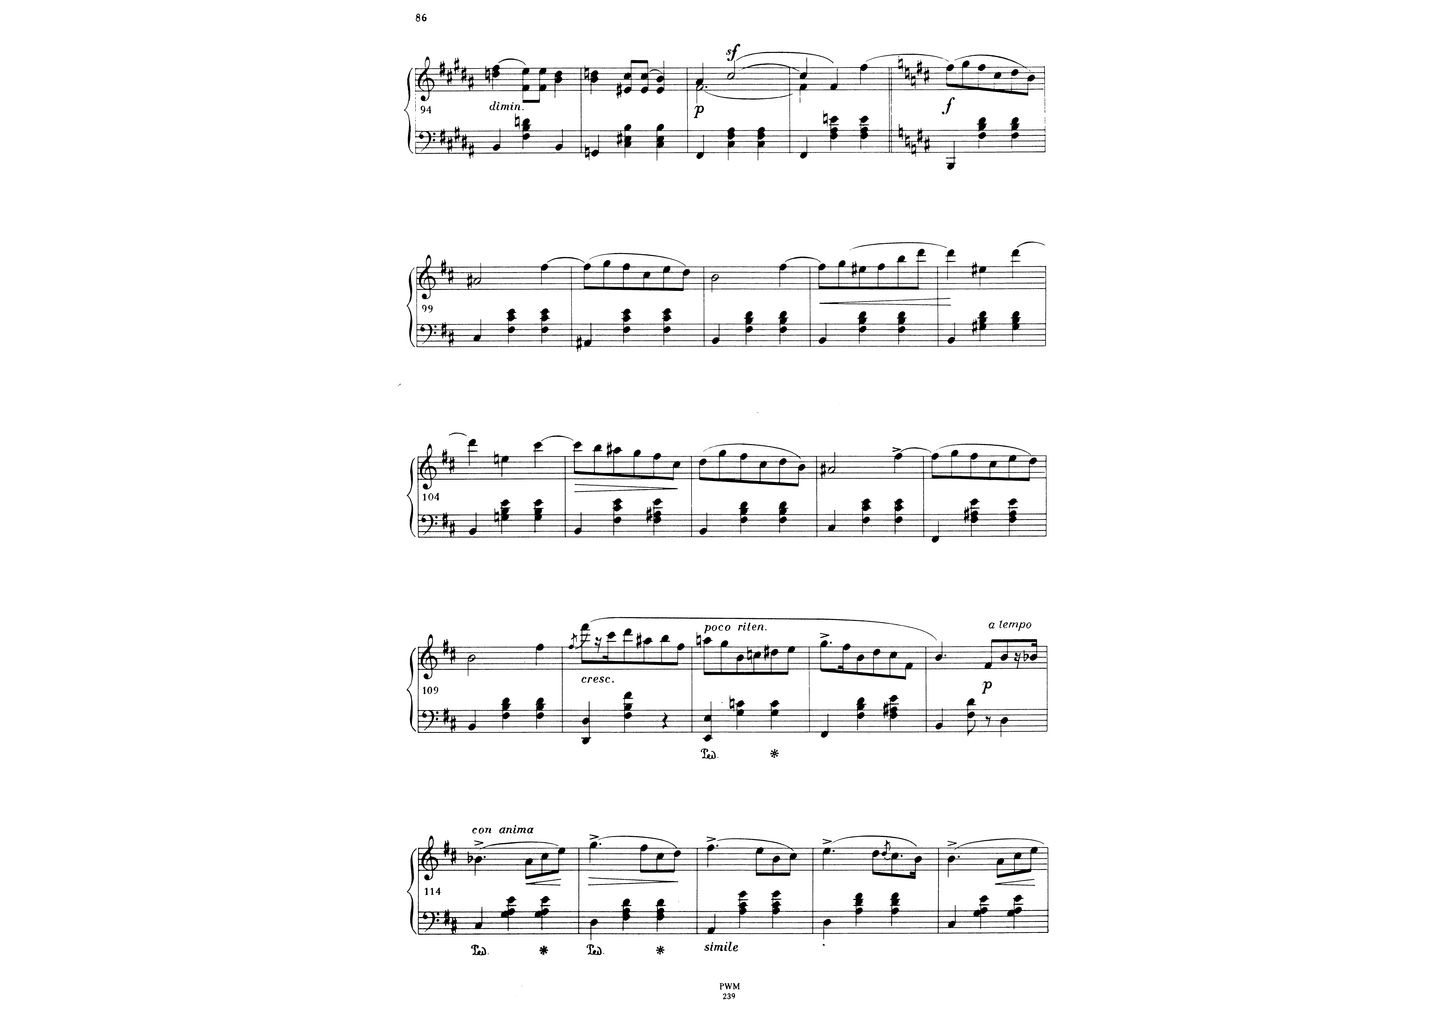 86
sf
94 dimin. p f
99
104
poco riten. a tempo
109 cresc. p
Ped. *
con anima
114
Ped. * Ped. * simile
PWM
239